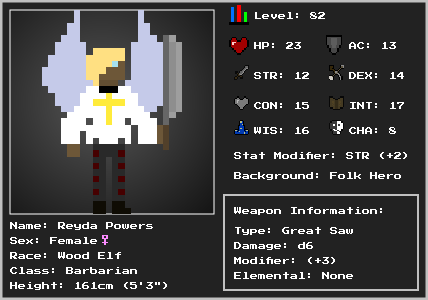 Level: 82
HP: 23 AC: 13
STR: 12 DEX: 14
CON: 15 INT: 17
WIS: 16 CHA: 8
Stat Modifier: STR (+2)
Background: Folk Hero
Name: Reyda Powers
Sex: Female♀
Race: Wood Elf
Class: Barbarian
Height: 161cm (5'3")
Weapon Information:
Type: Great Saw
Damage: d6
Modifier: (+3)
Elemental: None